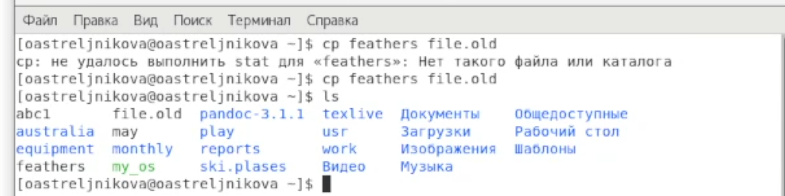 Файл Правка Вид Поиск Терминал Справка
[oastreljnikova@oastreljnikova ~]$ cp feathers file.old
cp: не удалось выполнить stat для «feathers»: Нет такого файла или каталога
[oastreljnikova@oastreljnikova ~]$ cp feathers file.old
[oastreljnikova@oastreljnikova ~]$ ls
abc1 file.old pandoc-3.1.1 texlive Документы Общедоступные
australia may play usr Загрузки Рабочий стол
equipment monthly reports work Изображения Шаблоны
feathers my_os ski.plases Видео Музыка
[oastreljnikova@oastreljnikova ~]$